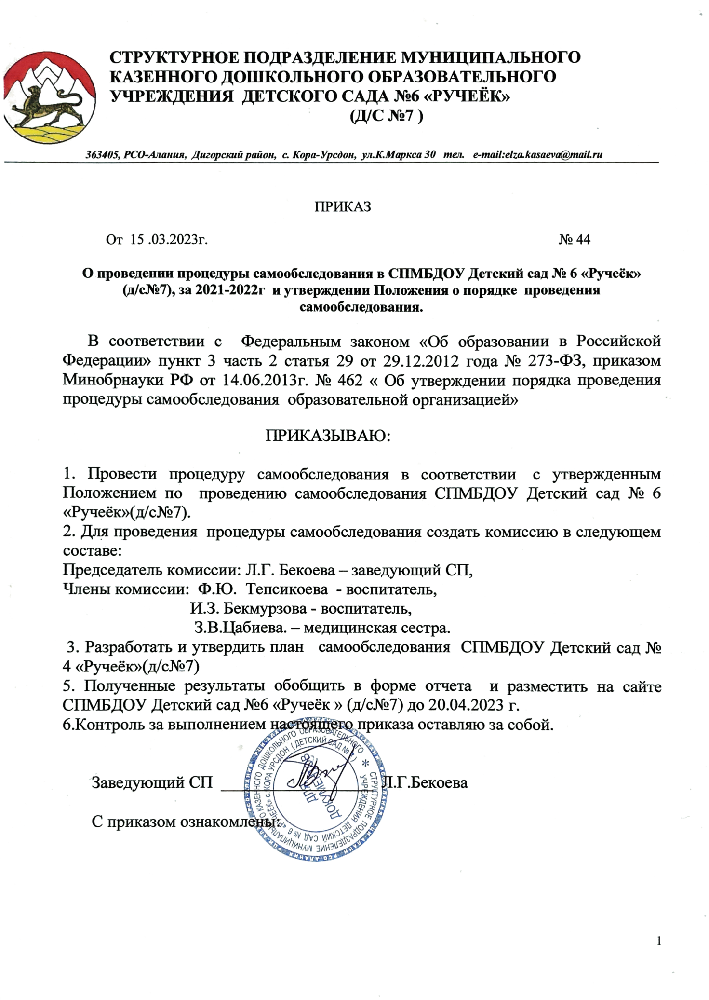 СТРУКТУРНОЕ ПОДРАЗДЕЛЕНИЕ МУНИЦИПАЛЬНОГО
КАЗЕННОГО ДОШКОЛЬНОГО ОБРАЗОВАТЕЛЬНОГО
УЧРЕЖДЕНИЯ ДЕТСКОГО САДА №6 «РУЧЕЁК»
(Д/С №7 )
363405, РСО-Алания, Дигорский район, с. Кора-Урсдон, ул.К.Маркса 30 тел. e-mail:elza.kasaeva@mail.ru
ПРИКАЗ
От 15 .03.2023г. № 44
О проведении процедуры самообследования в СПМБДОУ Детский сад № 6 «Ручеёк»
(д/с№7), за 2021-2022г и утверждении Положения о порядке проведения
самообследования.
В соответствии с Федеральным законом «Об образовании в Российской
Федерации» пункт 3 часть 2 статья 29 от 29.12.2012 года № 273-ФЗ, приказом
Минобрнауки РФ от 14.06.2013г. № 462 « Об утверждении порядка проведения
процедуры самообследования образовательной организацией»
ПРИКАЗЫВАЮ:
1. Провести процедуру самообследования в соответствии с утвержденным
Положением по проведению самообследования СПМБДОУ Детский сад № 6
«Ручеёк»(д/с№7).
2. Для проведения процедуры самообследования создать комиссию в следующем
составе:
Председатель комиссии: Л.Г. Бекоева – заведующий СП,
Члены комиссии: Ф.Ю. Тепсикоева - воспитатель,
И.З. Бекмурзова - воспитатель,
З.В.Цабиева. – медицинская сестра.
3. Разработать и утвердить план самообследования СПМБДОУ Детский сад №
4 «Ручеёк»(д/с№7)
5. Полученные результаты обобщить в форме отчета и разместить на сайте
СПМБДОУ Детский сад №6 «Ручеёк » (д/с№7) до 20.04.2023 г.
6.Контроль за выполнением настоящего приказа оставляю за собой.
Заведующий СП Л.Г.Бекоева
С приказом ознакомлены:
СТРУКТУРНОЕ ПОДРАЗДЕЛЕНИЕ МУНИЦИПАЛЬНОГО КАЗЕННОГО ДОШКОЛЬНОГО ОБРАЗОВАТЕЛЬНОГО
УЧРЕЖДЕНИЯ ДЕТСКИЙ САД № 6 «РУЧЕЕК» с. КОРА УРСДОН ( ДЕТСКИЙ САД № 7 )
ДЛЯ
ДОКУМЕНТОВ
1